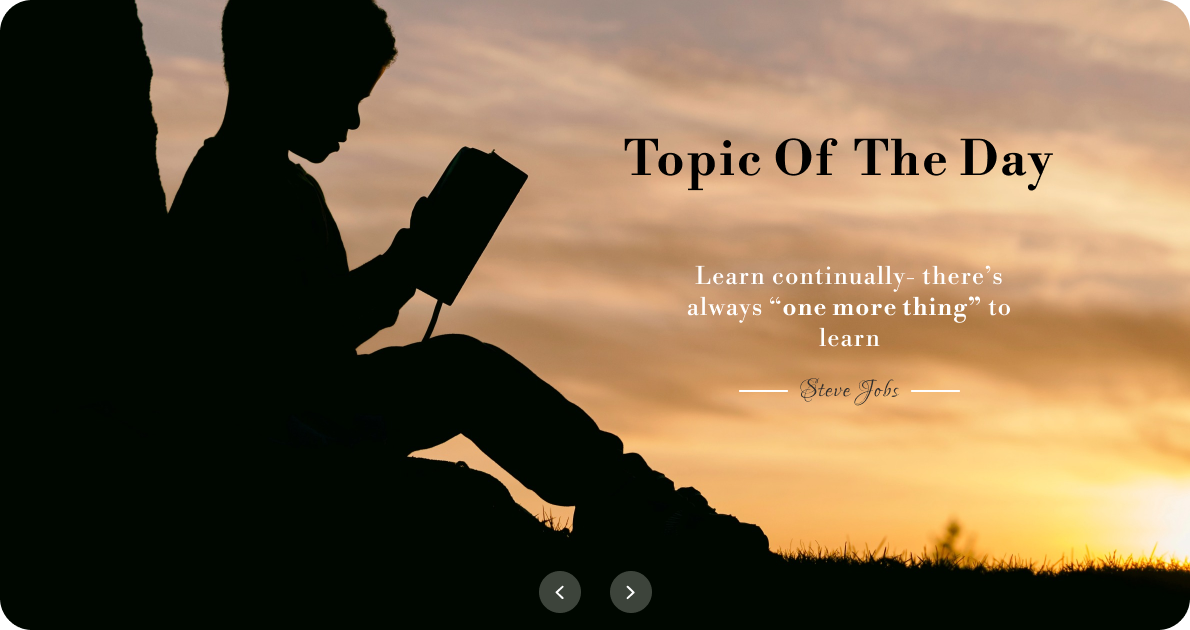 Topic Of The Day
Learn continually- there’s
always “one more thing” to
learn
Steve Jobs